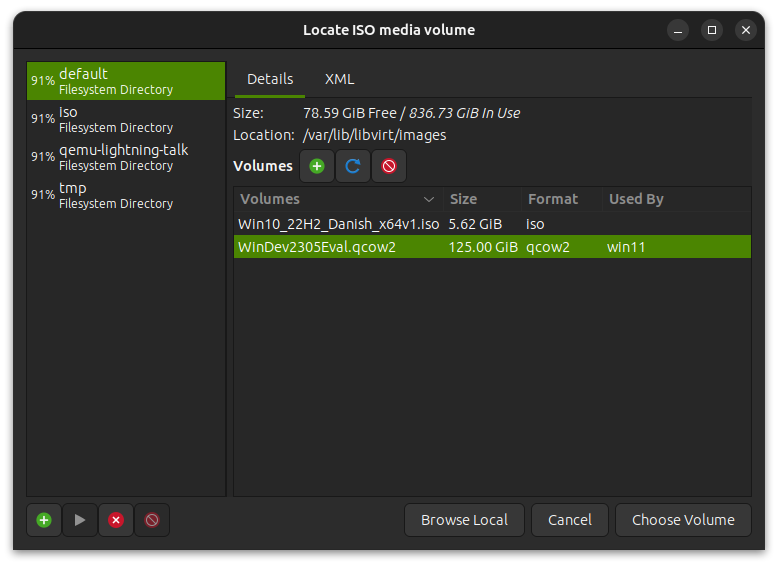 Locate ISO media volume
91% default
Filesystem Directory
91% iso
Filesystem Directory
91% qemu-lightning-talk
Filesystem Directory
91% tmp
Filesystem Directory
Details XML
Size: 78.59 GiB Free / 836.73 GiB In Use
Location: /var/lib/libvirt/images
Volumes
Volumes Size Format Used By
Win10_22H2_Danish_x64v1.iso 5.62 GiB iso
WinDev2305Eval.qcow2 125.00 GiB qcow2 win11
Browse Local Cancel Choose Volume